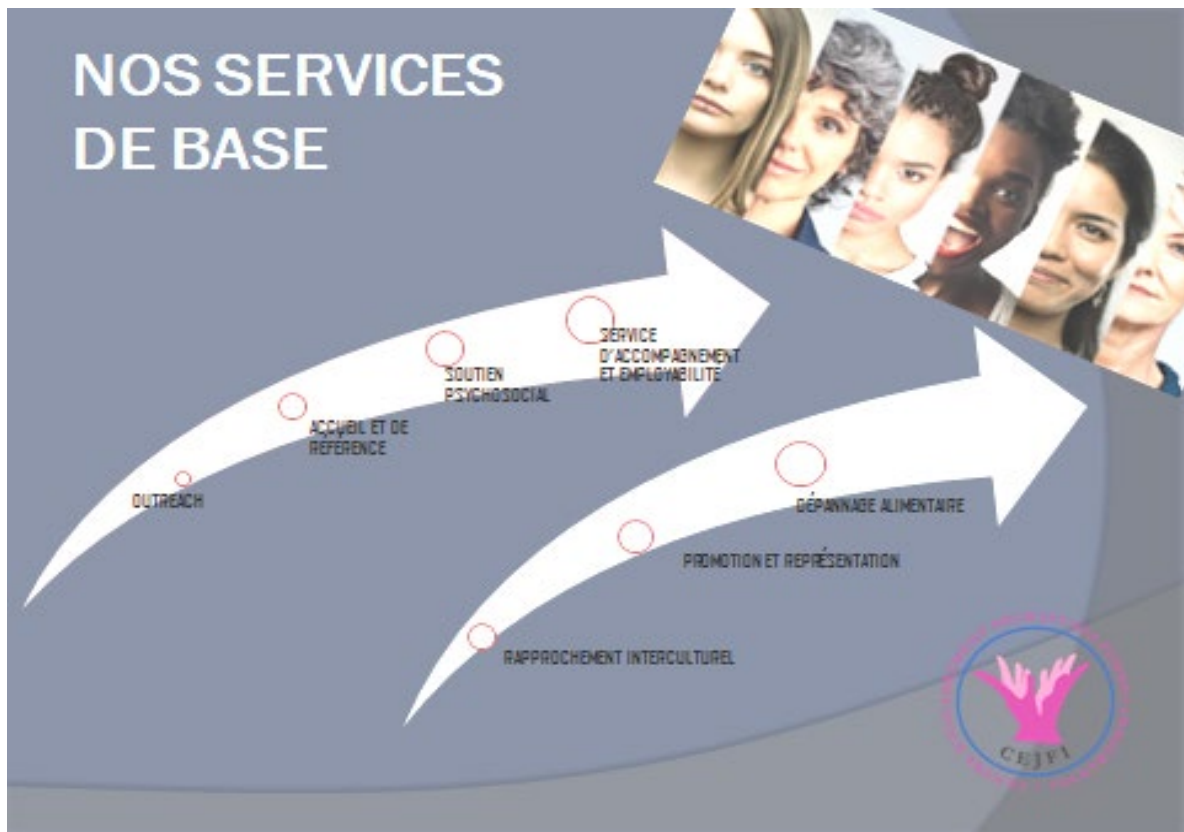 NOS SERVICES
DE BASE
OUTREACH
ACCUEIL ET DE
RÉFÉRENCE
SOUTIEN
PSYCHOSOCIAL
SERVICE
D'ACCOMPAGNEMENT
ET EMPLOYABILITÉ
RAPPROCHEMENT INTERCULTUREL
PROMOTION ET REPRÉSENTATION
DÉPANNAGE ALIMENTAIRE
CEJFI